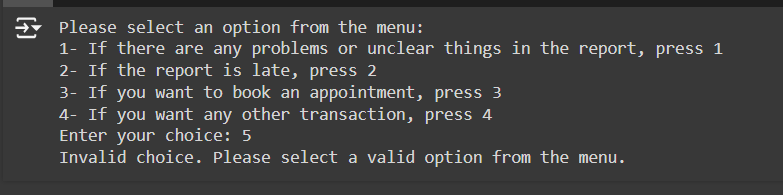 Please select an option from the menu:
1- If there are any problems or unclear things in the report, press 1
2- If the report is late, press 2
3- If you want to book an appointment, press 3
4- If you want any other transaction, press 4
Enter your choice: 5
Invalid choice. Please select a valid option from the menu.